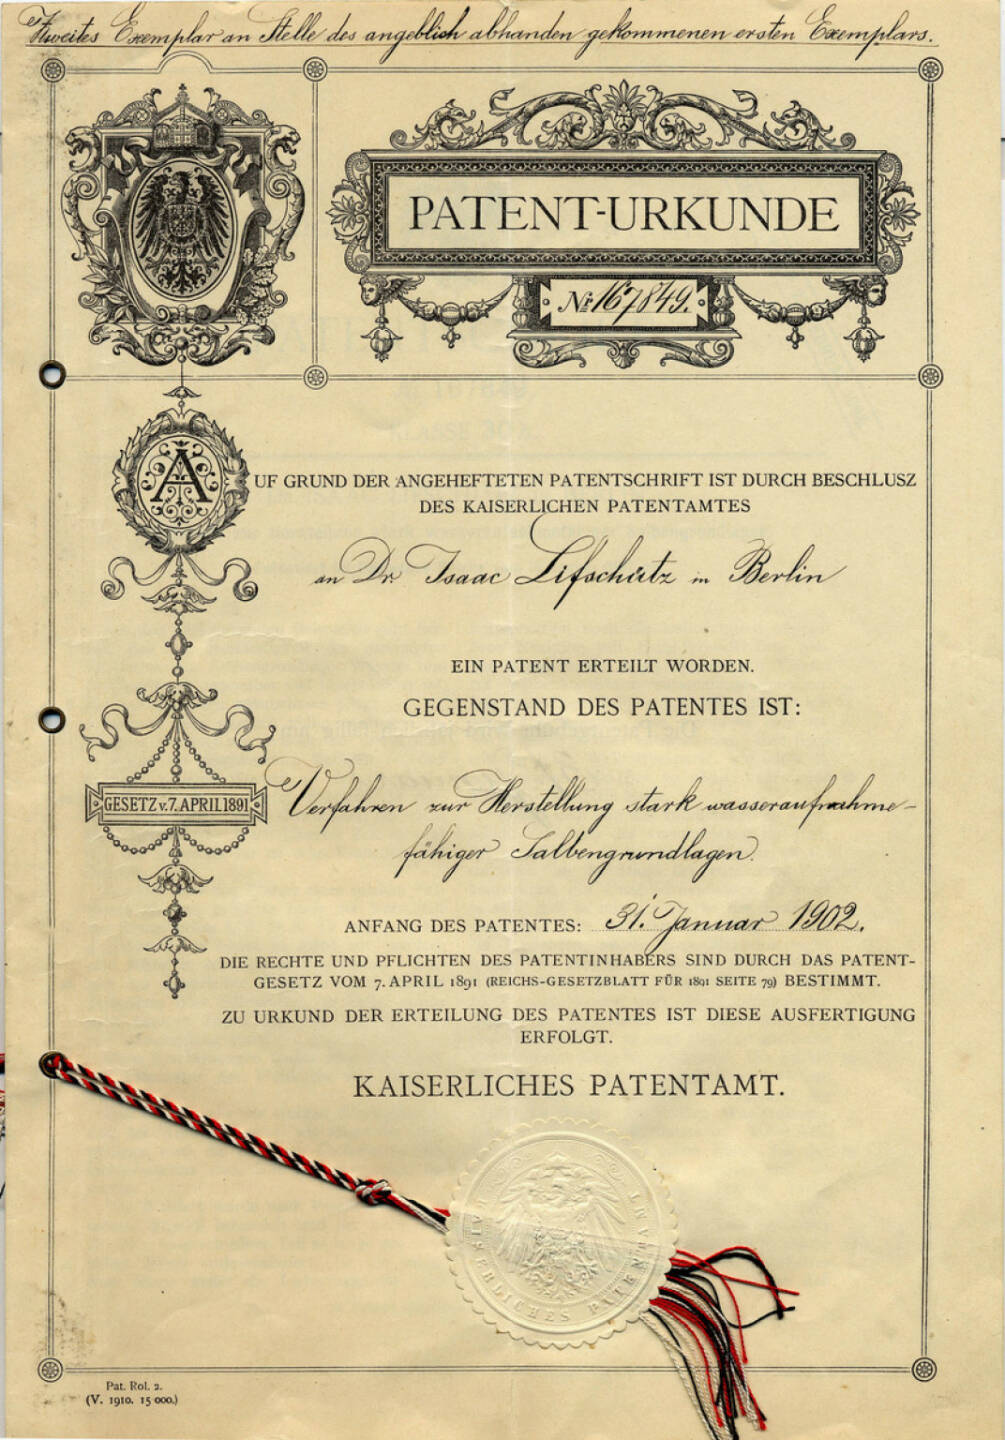 Zweites Exemplar an Stelle des angeblich abhanden gekommenen ersten Exemplars.
PATENT-URKUNDE
No 167849.
AUF GRUND DER ANGEHEFTETEN PATENTSCHRIFT IST DURCH BESCHLUSZ
DES KAISERLICHEN PATENTAMTES
an Dr Isaac Lifschütz in Berlin
EIN PATENT ERTEILT WORDEN.
GEGENSTAND DES PATENTES IST:
GESETZ v. 7. APRIL 1891
Verfahren zur Herstellung stark wasseraufnahme-
fähiger Salbengrundlagen.
ANFANG DES PATENTES: 31. Januar 1902.
DIE RECHTE UND PFLICHTEN DES PATENTINHABERS SIND DURCH DAS PATENT-
GESETZ VOM 7. APRIL 1891 (REICHS-GESETZBLATT FÜR 1891 SEITE 79) BESTIMMT.
ZU URKUND DER ERTEILUNG DES PATENTES IST DIESE AUSFERTIGUNG
ERFOLGT.
KAISERLICHES PATENTAMT.
KAISERLICHES PATENTAMT
Pat. Rol. 2.
(V. 1910. 15 000.)